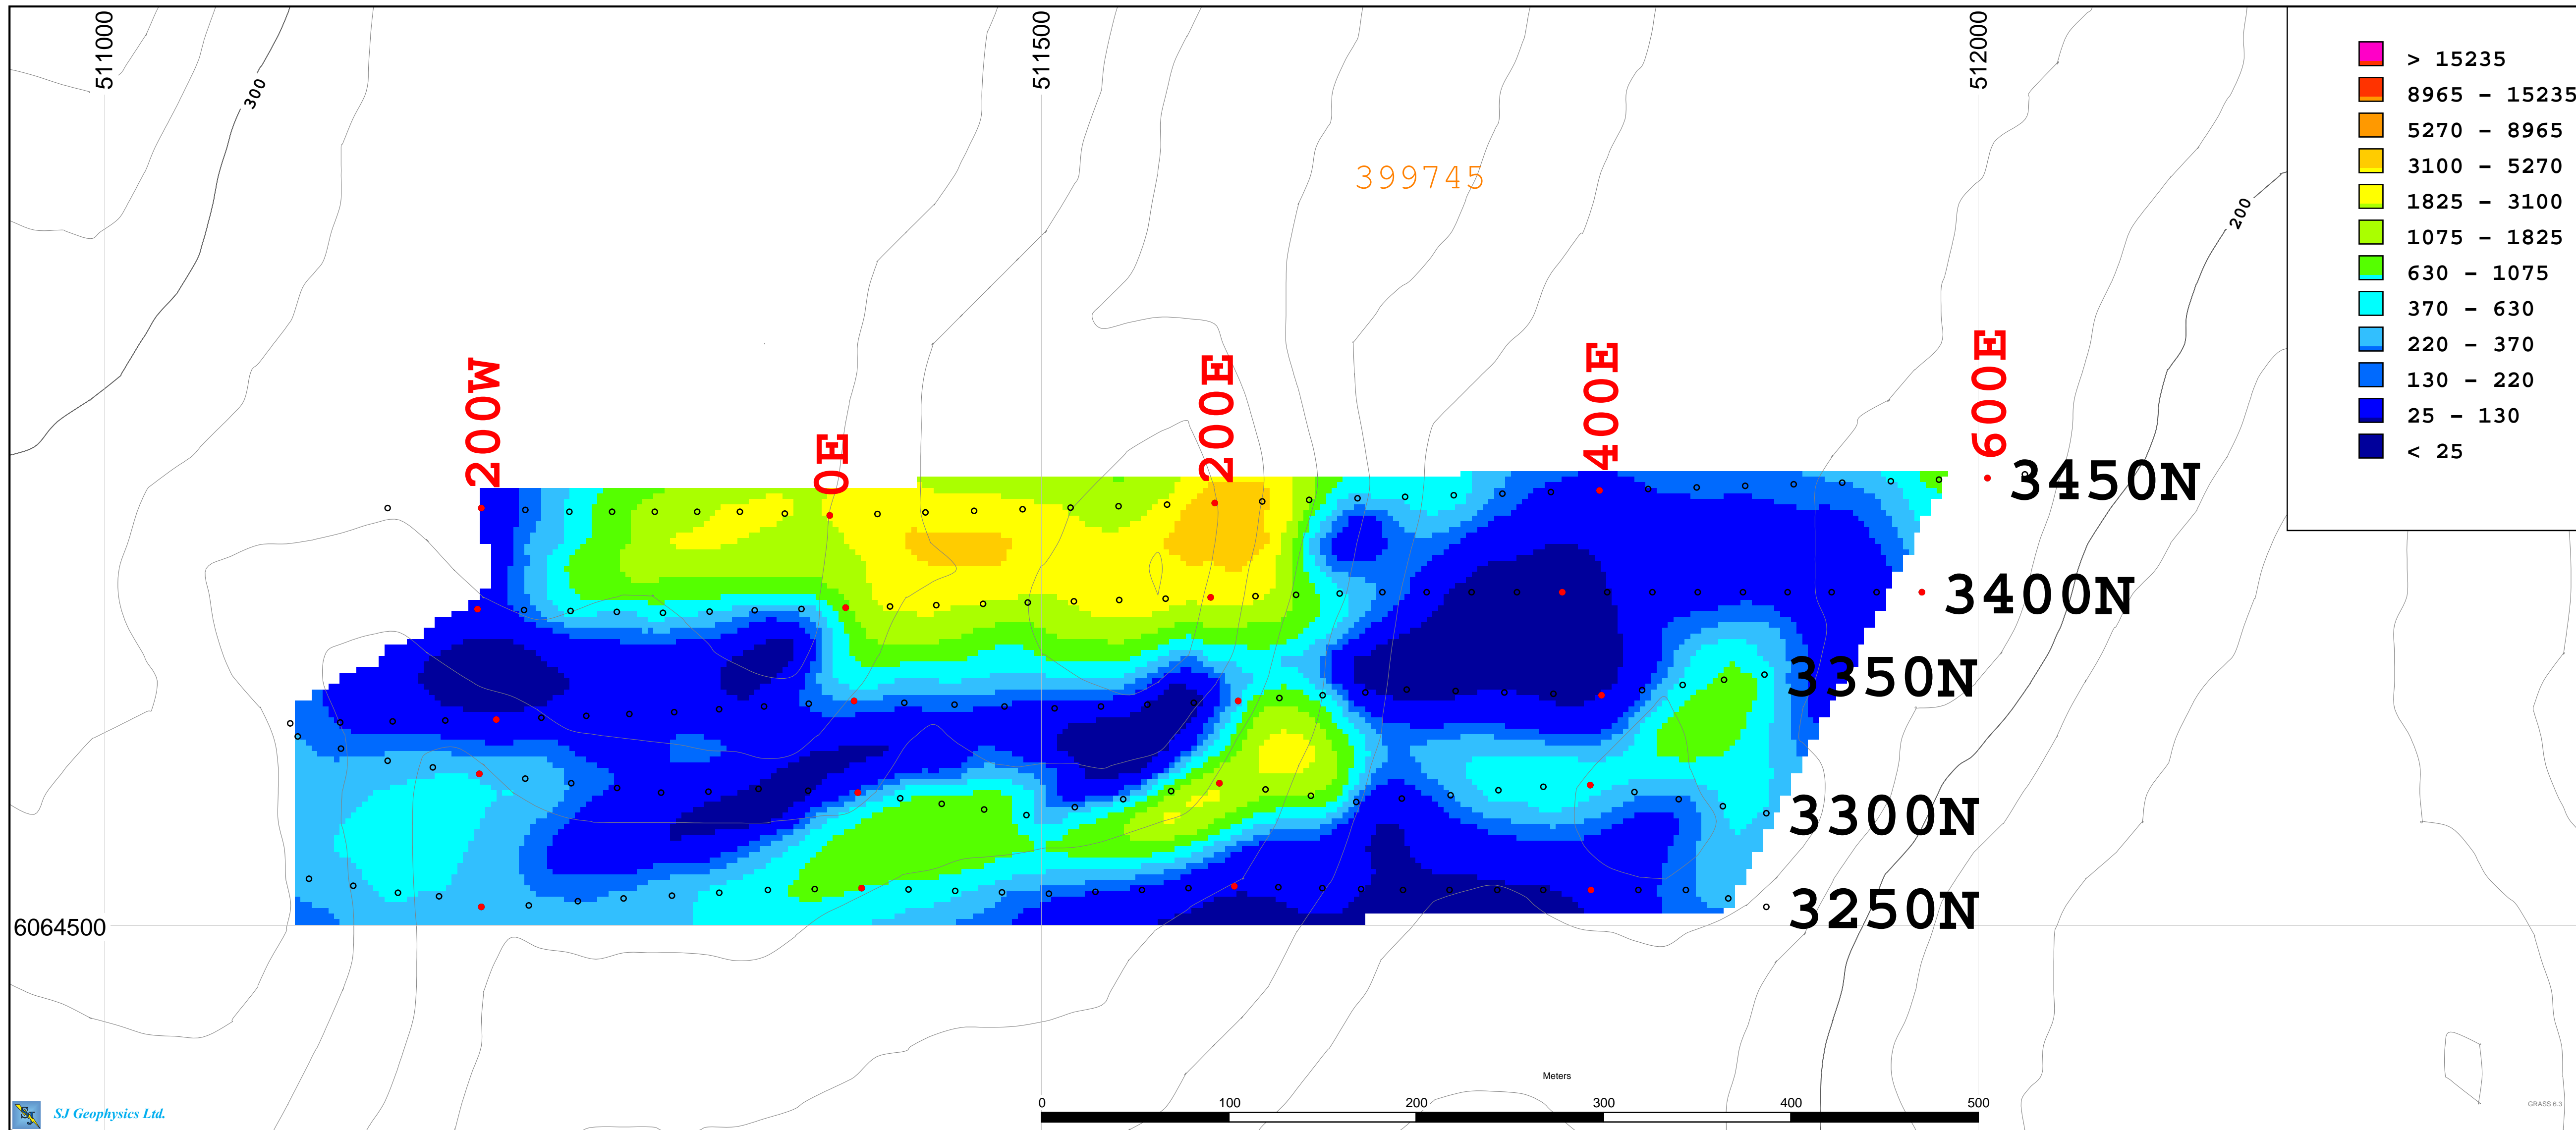 511000
511500
512000
300
200
399745
> 15235
8965 – 15235
5270 – 8965
3100 – 5270
1825 – 3100
1075 – 1825
630 – 1075
370 – 630
220 – 370
130 – 220
25 – 130
< 25
200W
0E
200E
400E
600E
3450N
3400N
3350N
3300N
3250N
6064500
Meters
0 100 200 300 400 500
SJ
SJ Geophysics Ltd.
GRASS 6.3